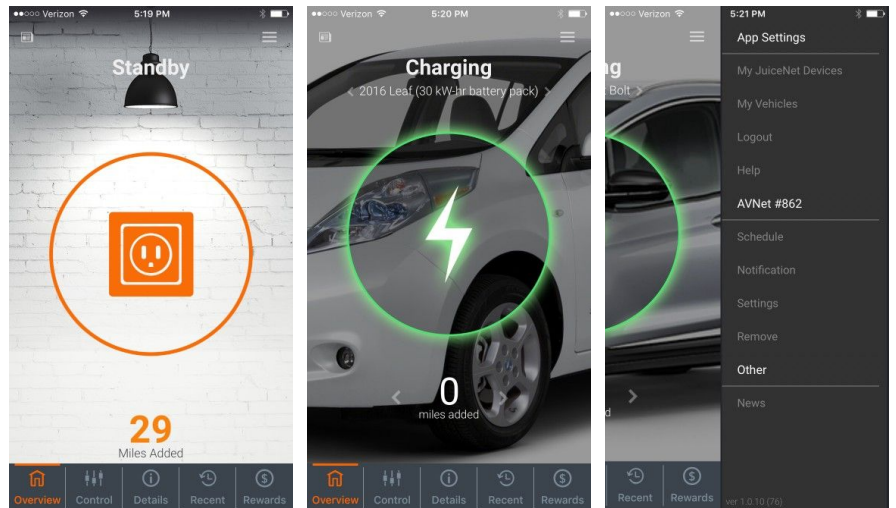 Verizon
5:19 PM
Standby
29
Miles Added
Overview
Control
Details
Recent
Rewards
Verizon
5:20 PM
Charging
2016 Leaf (30 kW-hr battery pack)
0
miles added
Overview
Control
Details
Recent
Rewards
Verizon
5:21 PM
ng
Bolt
d
Recent
Rewards
App Settings
My JuiceNet Devices
My Vehicles
Logout
Help
AVNet #862
Schedule
Notification
Settings
Remove
Other
News
ver 1.0.10 (76)